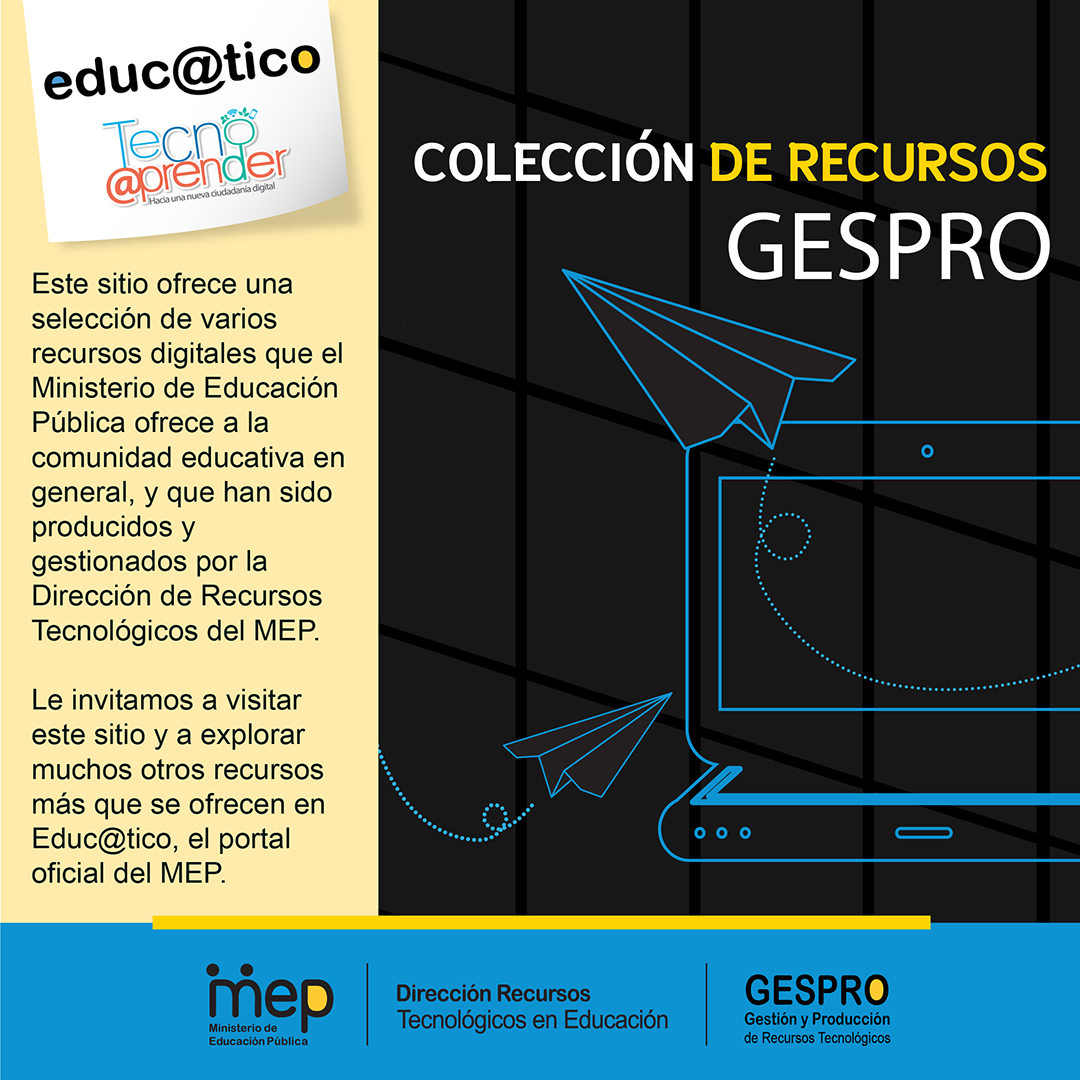 educ@tico
Tecno
@prender
Hacia una nueva ciudadanía digital
COLECCIÓN DE RECURSOS
GESPRO
Este sitio ofrece una
selección de varios
recursos digitales que el
Ministerio de Educación
Pública ofrece a la
comunidad educativa en
general, y que han sido
producidos y
gestionados por la
Dirección de Recursos
Tecnológicos del MEP.
Le invitamos a visitar
este sitio y a explorar
muchos otros recursos
más que se ofrecen en
Educ@tico, el portal
oficial del MEP.
mep
Ministerio de
Educación Pública
Dirección Recursos
Tecnológicos en Educación
GESPRO
Gestión y Producción
de Recursos Tecnológicos